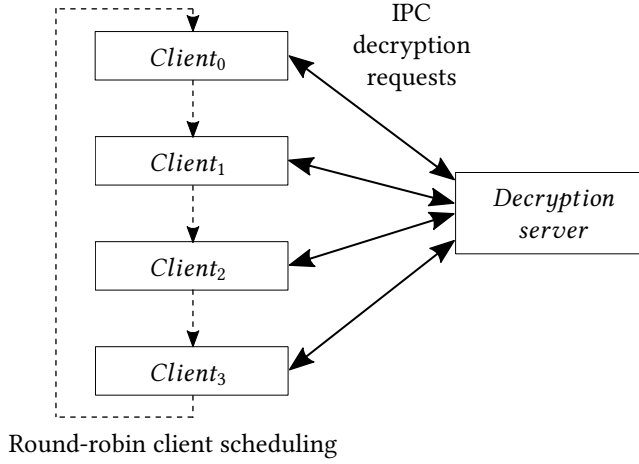 IPC
decryption
requests
Client₀
Client₁
Client₂
Client₃
Decryption
server
Round-robin client scheduling